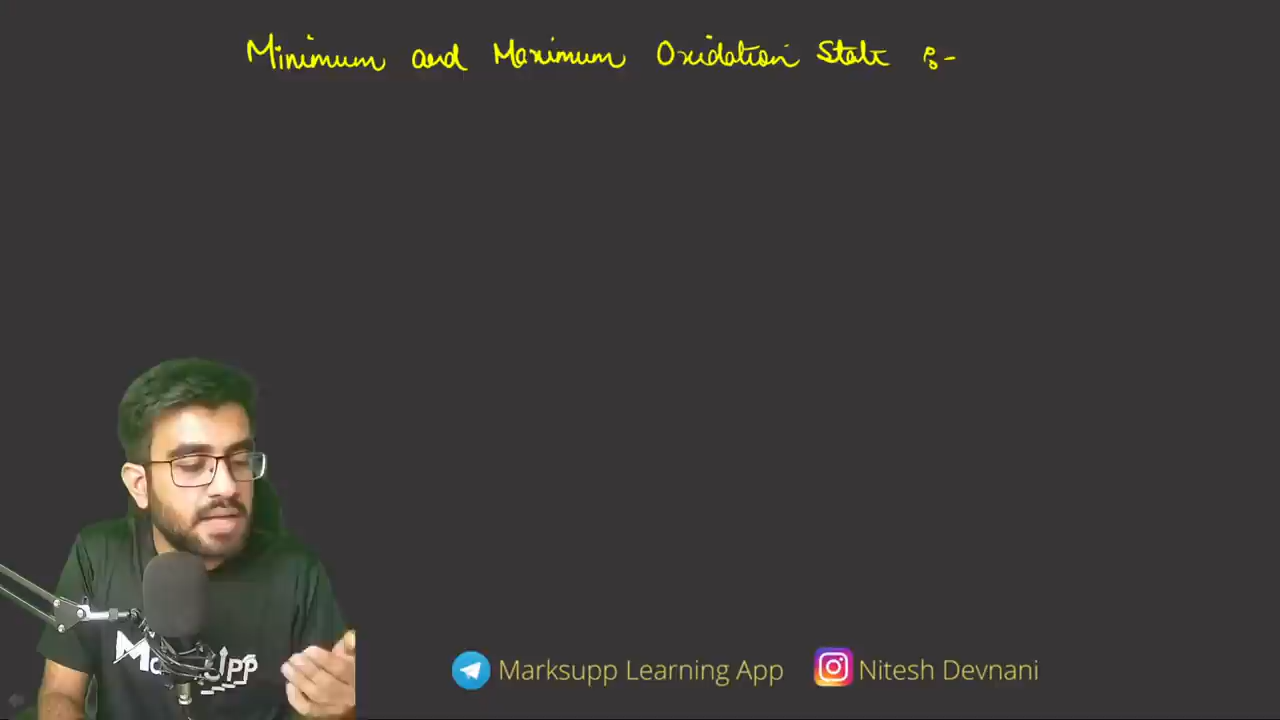 Minimum and Maximum Oxidation State :-
Marksupp Learning App
Nitesh Devnani